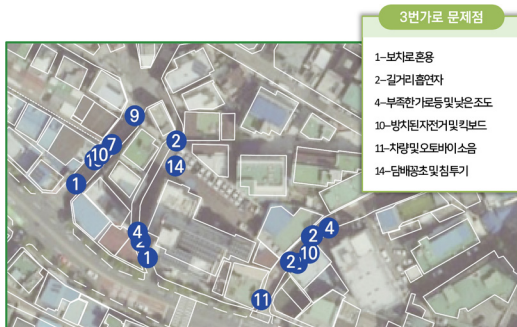 3번가로 문제점
1-보차로 혼용
2-길거리 흡연자
4-부족한 가로등 및 낮은 조도
10-방치된 자전거 및 킥보드
11-차량 및 오토바이 소음
14-담배꽁초 및 침 투기
9
7
10
1
2
14
4
2
1
4
2
10
2
11